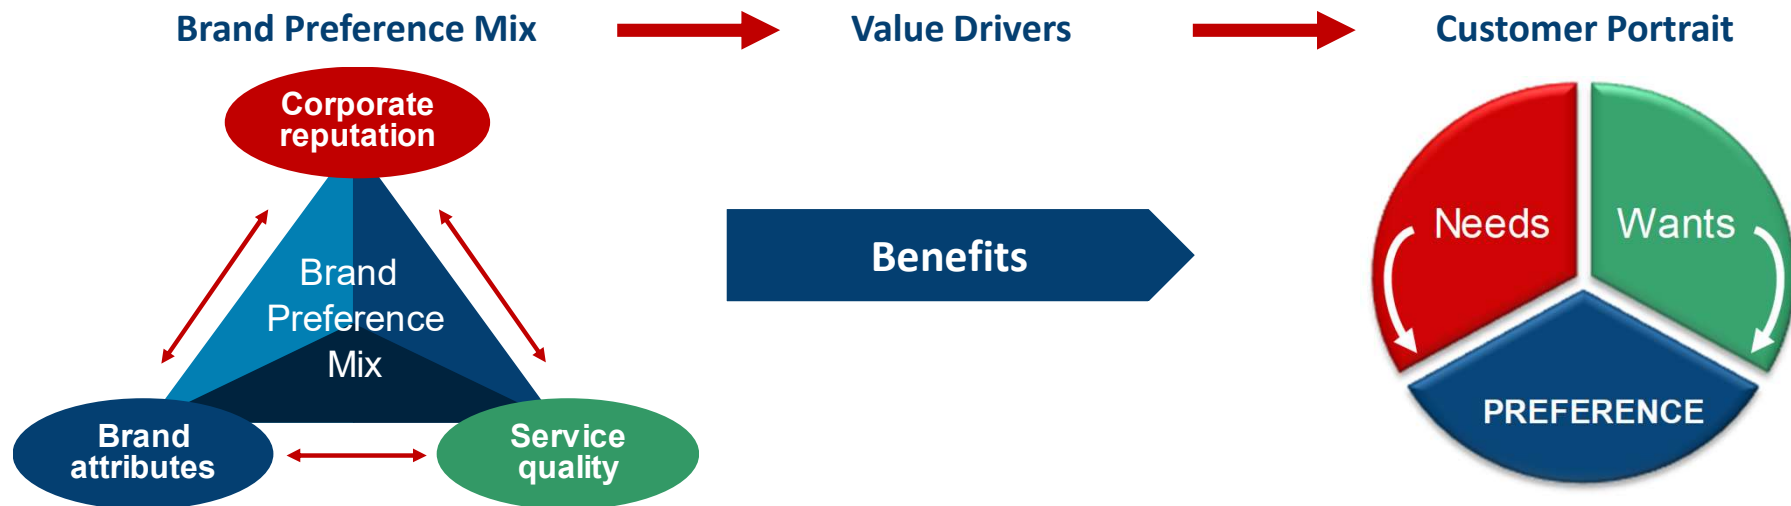 Brand Preference Mix
Value Drivers
Customer Portrait
Corporate
reputation
Brand
Preference
Mix
Brand
attributes
Service
quality
Benefits
Needs
Wants
PREFERENCE